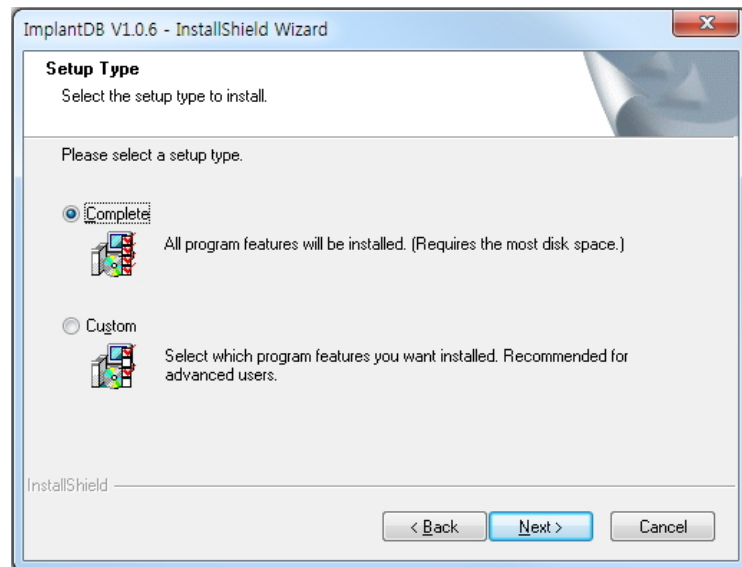 ImplantDB V1.0.6 - InstallShield Wizard
Setup Type
Select the setup type to install.
Please select a setup type.
Complete
All program features will be installed. (Requires the most disk space.)
Custom
Select which program features you want installed. Recommended for
advanced users.
InstallShield
< Back
Next >
Cancel